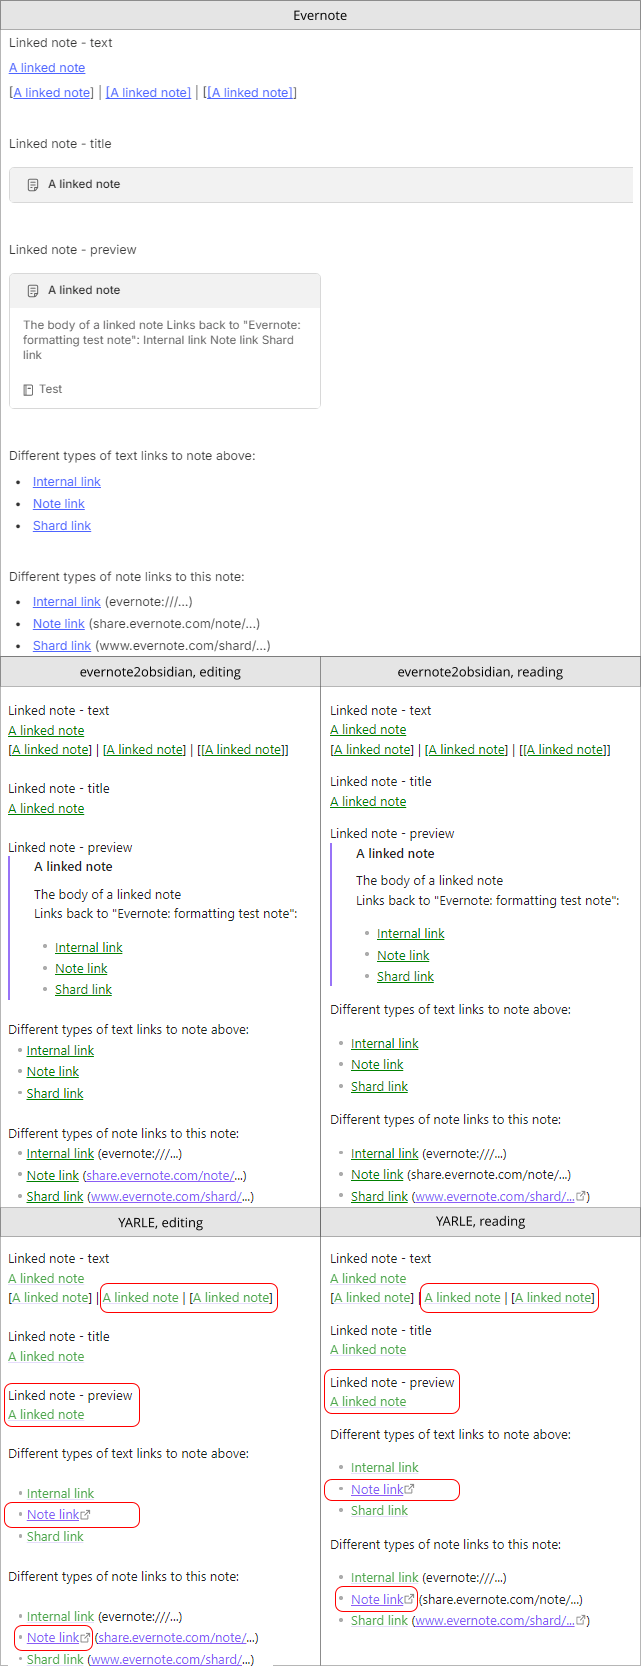 Evernote
Linked note - text
A linked note
[A linked note] | [A linked note] | [[A linked note]]
Linked note - title
A linked note
Linked note - preview
A linked note
The body of a linked note Links back to "Evernote:
formatting test note": Internal link Note link Shard
link
Test
Different types of text links to note above:
• Internal link
• Note link
• Shard link
Different types of note links to this note:
• Internal link (evernote:///...)
• Note link (share.evernote.com/note/...)
• Shard link (www.evernote.com/shard/...)
evernote2obsidian, editing
Linked note - text
A linked note
[A linked note] | [A linked note] | [[A linked note]]
Linked note - title
A linked note
Linked note - preview
A linked note
The body of a linked note
Links back to "Evernote: formatting test note":
• Internal link
• Note link
• Shard link
Different types of text links to note above:
• Internal link
• Note link
• Shard link
Different types of note links to this note:
• Internal link (evernote:///...)
• Note link (share.evernote.com/note/...)
• Shard link (www.evernote.com/shard/...)
evernote2obsidian, reading
Linked note - text
A linked note
[A linked note] | [A linked note] | [[A linked note]]
Linked note - title
A linked note
Linked note - preview
A linked note
The body of a linked note
Links back to "Evernote: formatting test note":
• Internal link
• Note link
• Shard link
Different types of text links to note above:
• Internal link
• Note link
• Shard link
Different types of note links to this note:
• Internal link (evernote:///...)
• Note link (share.evernote.com/note/...)
• Shard link (www.evernote.com/shard/...)
YARLE, editing
Linked note - text
A linked note
[A linked note] | A linked note | [A linked note]
Linked note - title
A linked note
Linked note - preview
A linked note
Different types of text links to note above:
• Internal link
• Note link
• Shard link
Different types of note links to this note:
• Internal link (evernote:///...)
• Note link (share.evernote.com/note/...)
• Shard link (www.evernote.com/shard/...)
YARLE, reading
Linked note - text
A linked note
[A linked note] | A linked note | [A linked note]
Linked note - title
A linked note
Linked note - preview
A linked note
Different types of text links to note above:
• Internal link
• Note link
• Shard link
Different types of note links to this note:
• Internal link (evernote:///...)
• Note link (share.evernote.com/note/...)
• Shard link (www.evernote.com/shard/...)